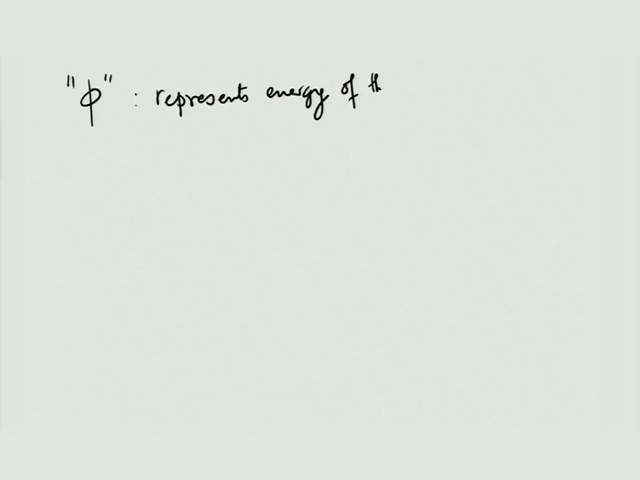 "φ" : represents energy of th